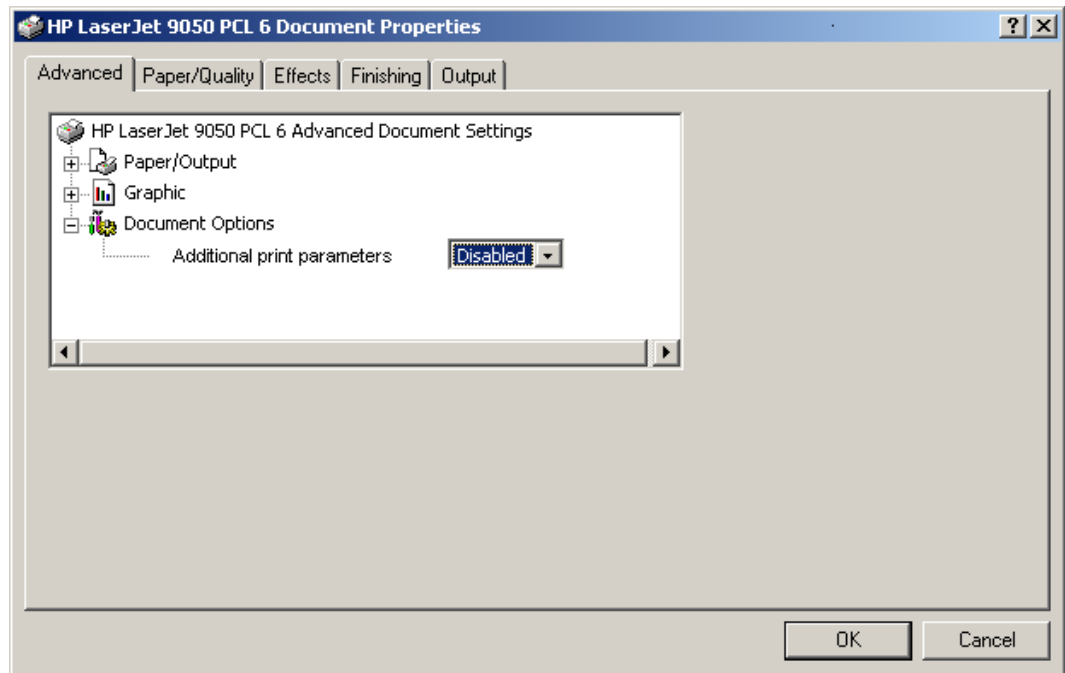 HP LaserJet 9050 PCL 6 Document Properties
Advanced Paper/Quality Effects Finishing Output
HP LaserJet 9050 PCL 6 Advanced Document Settings
Paper/Output
Graphic
Document Options
Additional print parameters Disabled
OK Cancel